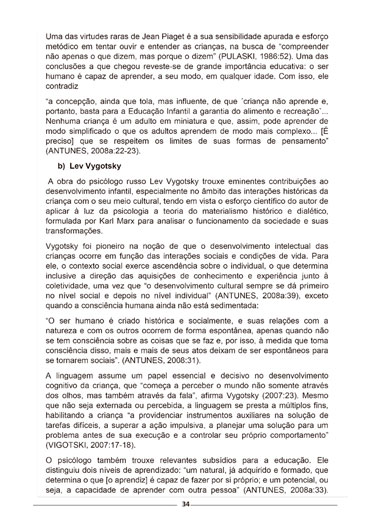 Uma das virtudes raras de Jean Piaget é a sua sensibilidade apurada e esforço
metódico em tentar ouvir e entender as crianças, na busca de “compreender
não apenas o que dizem, mas porque o dizem” (PULASKI, 1986:52). Uma das
conclusões a que chegou reveste-se de grande importância educativa: o ser
humano é capaz de aprender, a seu modo, em qualquer idade. Com isso, ele
contradiz
“a concepção, ainda que tola, mas influente, de que ´criança não aprende e,
portanto, basta para a Educação Infantil a garantia do alimento e recreação´...
Nenhuma criança é um adulto em miniatura e que, assim, pode aprender de
modo simplificado o que os adultos aprendem de modo mais complexo... [É
preciso] que se respeitem os limites de suas formas de pensamento”
(ANTUNES, 2008a:22-23).
b) Lev Vygotsky
A obra do psicólogo russo Lev Vygotsky trouxe eminentes contribuições ao
desenvolvimento infantil, especialmente no âmbito das interações históricas da
criança com o seu meio cultural, tendo em vista o esforço científico do autor de
aplicar à luz da psicologia a teoria do materialismo histórico e dialético,
formulada por Karl Marx para analisar o funcionamento da sociedade e suas
transformações.
Vygotsky foi pioneiro na noção de que o desenvolvimento intelectual das
crianças ocorre em função das interações sociais e condições de vida. Para
ele, o contexto social exerce ascendência sobre o individual, o que determina
inclusive a direção das aquisições de conhecimento e experiência junto à
coletividade, uma vez que “o desenvolvimento cultural sempre se dá primeiro
no nível social e depois no nível individual” (ANTUNES, 2008a:39), exceto
quando a consciência humana ainda não está sedimentada:
“O ser humano é criado histórica e socialmente, e suas relações com a
natureza e com os outros ocorrem de forma espontânea, apenas quando não
se tem consciência sobre as coisas que se faz e, por isso, à medida que toma
consciência disso, mais e mais de seus atos deixam de ser espontâneos para
se tornarem sociais”. (ANTUNES, 2008:31).
A linguagem assume um papel essencial e decisivo no desenvolvimento
cognitivo da criança, que “começa a perceber o mundo não somente através
dos olhos, mas também através da fala”, afirma Vygotsky (2007:23). Mesmo
que não seja externada ou percebida, a linguagem se presta a múltiplos fins,
habilitando a criança “a providenciar instrumentos auxiliares na solução de
tarefas difíceis, a superar a ação impulsiva, a planejar uma solução para um
problema antes de sua execução e a controlar seu próprio comportamento”
(VIGOTSKI, 2007:17-18).
O psicólogo também trouxe relevantes subsídios para a educação. Ele
distinguiu dois níveis de aprendizado: “um natural, já adquirido e formado, que
determina o que [o aprendiz] é capaz de fazer por si próprio; e um potencial, ou
seja, a capacidade de aprender com outra pessoa” (ANTUNES, 2008a:33).
34